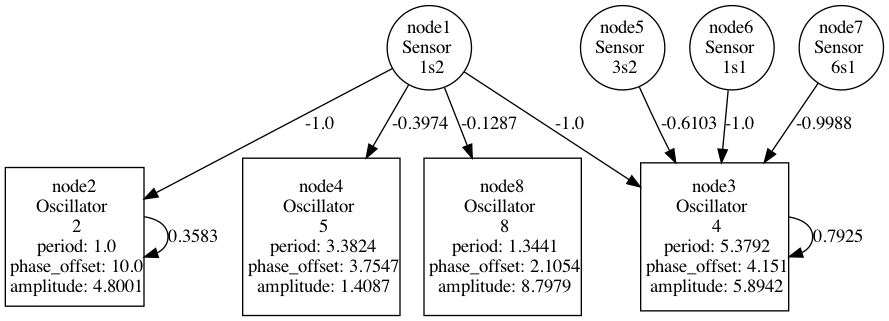 node1
Sensor
1s2
node5
Sensor
3s2
node6
Sensor
1s1
node7
Sensor
6s1
-1.0
-0.3974
-0.1287
-1.0
-0.6103
-1.0
-0.9988
node2
Oscillator
2
period: 1.0
phase_offset: 10.0
amplitude: 4.8001
0.3583
node4
Oscillator
5
period: 3.3824
phase_offset: 3.7547
amplitude: 1.4087
node8
Oscillator
8
period: 1.3441
phase_offset: 2.1054
amplitude: 8.7979
node3
Oscillator
4
period: 5.3792
phase_offset: 4.151
amplitude: 5.8942
0.7925